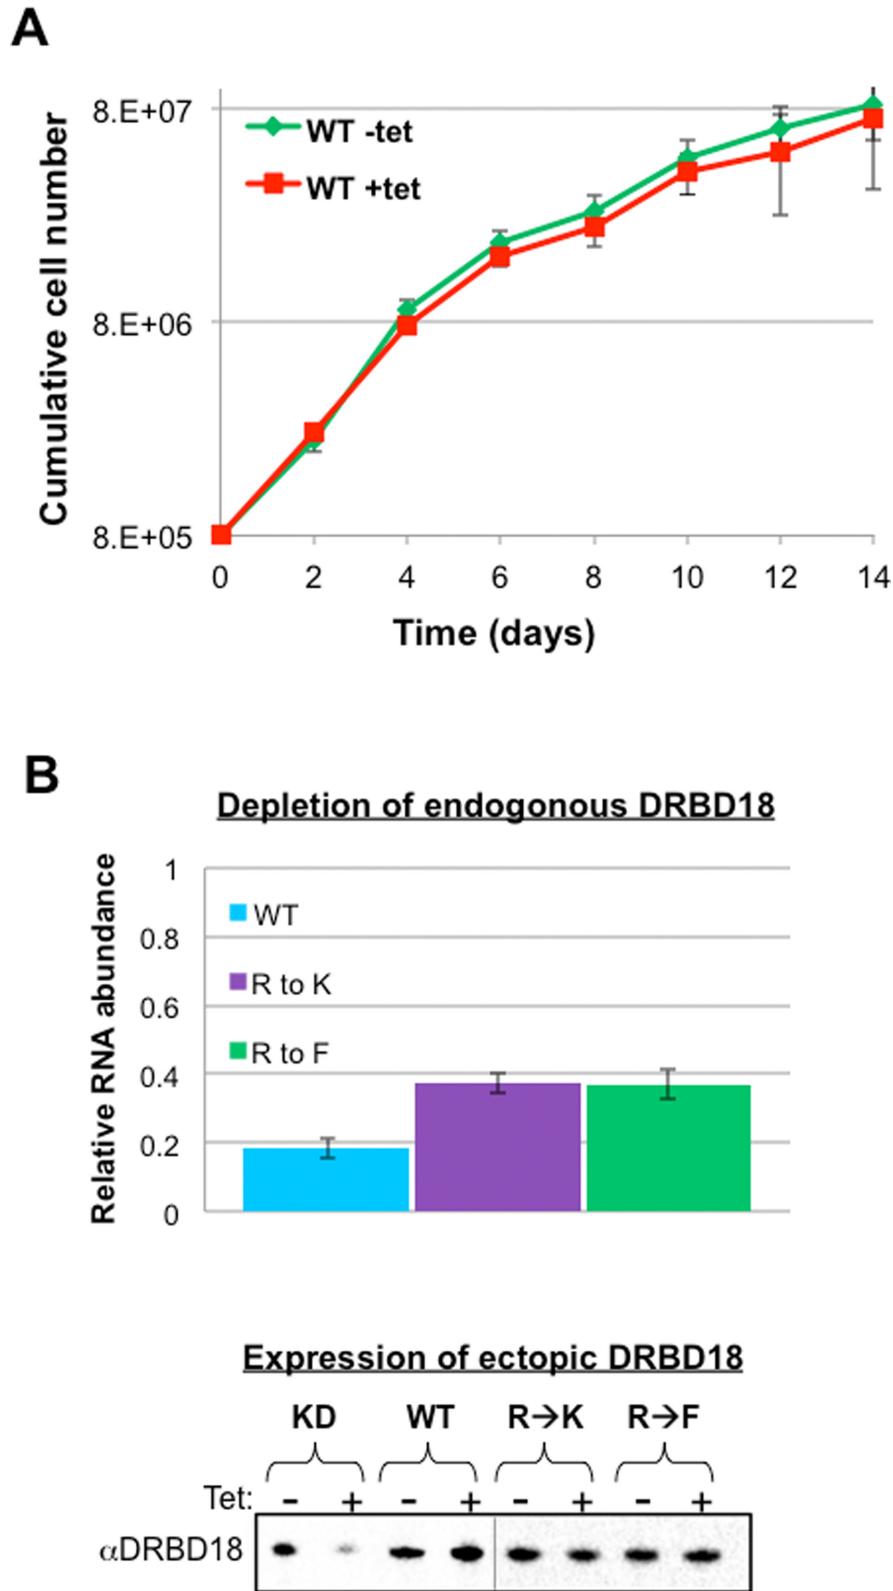 A
Cumulative cell number
8.E+07
8.E+06
8.E+05
WT -tet
WT +tet
0 2 4 6 8 10 12 14
Time (days)
B
Depletion of endogonous DRBD18
Relative RNA abundance
1
0.8
0.6
0.4
0.2
0
WT
R to K
R to F
Expression of ectopic DRBD18
KD WT R→K R→F
Tet: - + - + - + - +
αDRBD18